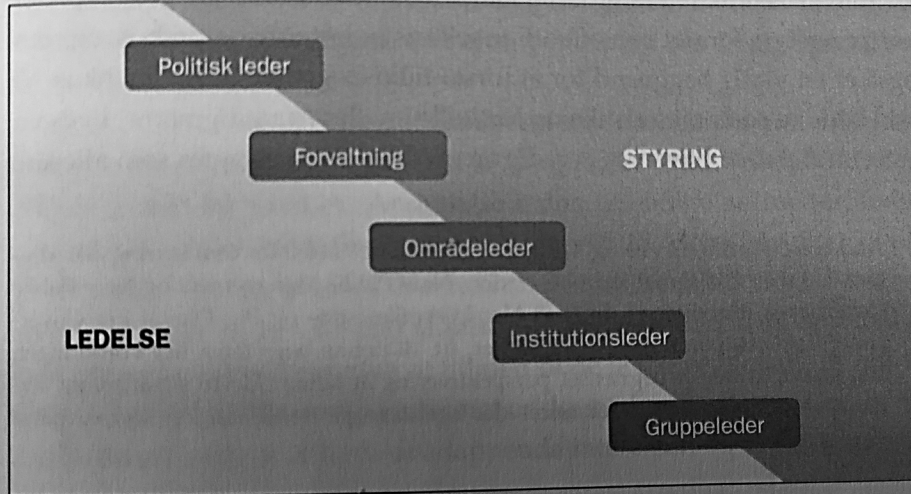 Politisk leder
Forvaltning
STYRING
Områdeleder
LEDELSE
Institutionsleder
Gruppeleder